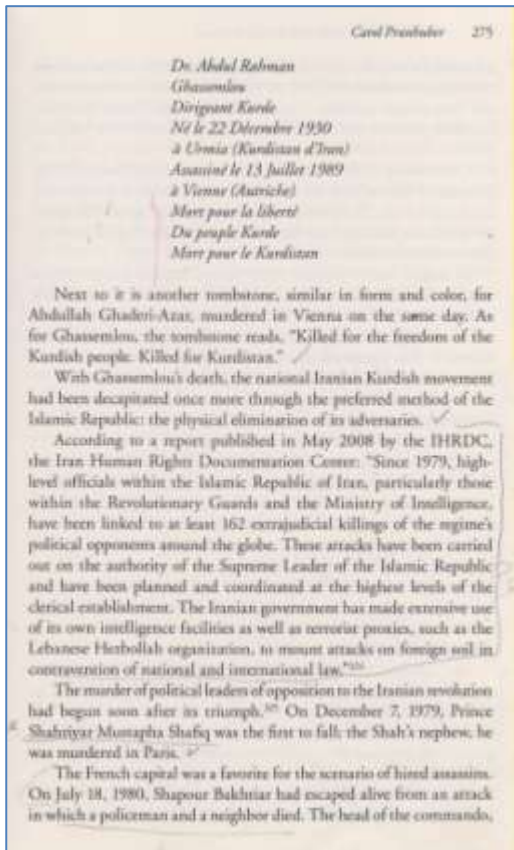 Carol Prunhuber 275
Dr. Abdul Rahman
Ghassemlou
Dirigeant Kurde
Né le 22 Décembre 1930
à Urmia (Kurdistan d'Iran)
Assassiné le 13 Juillet 1989
à Vienne (Autriche)
Mort pour la liberté
Du peuple Kurde
Mort pour le Kurdistan
Next to it is another tombstone, similar in form and color, for
Abdullah Ghaderi-Azar, murdered in Vienna on the same day. As
for Ghassemlou, the tombstone reads, "Killed for the freedom of the
Kurdish people. Killed for Kurdistan."
With Ghassemlou's death, the national Iranian Kurdish movement
had been decapitated once more through the preferred method of the
Islamic Republic: the physical elimination of its adversaries.
According to a report published in May 2008 by the IHRDC,
the Iran Human Rights Documentation Center: "Since 1979, high-
level officials within the Islamic Republic of Iran, particularly those
within the Revolutionary Guards and the Ministry of Intelligence,
have been linked to at least 162 extrajudicial killings of the regime's
political opponents around the globe. These attacks have been carried
out on the authority of the Supreme Leader of the Islamic Republic
and have been planned and coordinated at the highest levels of the
clerical establishment. The Iranian government has made extensive use
of its own intelligence facilities as well as terrorist proxies, such as the
Lebanese Hezbollah organization, to mount attacks on foreign soil in
contravention of national and international law."
The murder of political leaders of opposition to the Iranian revolution
had begun soon after its triumph. On December 7, 1979, Prince
Shahriyar Mustapha Shafiq was the first to fall; the Shah's nephew, he
was murdered in Paris.
The French capital was a favorite for the scenario of hired assassins.
On July 18, 1980, Shapour Bakhtiar had escaped alive from an attack
in which a policeman and a neighbor died. The head of the commando,